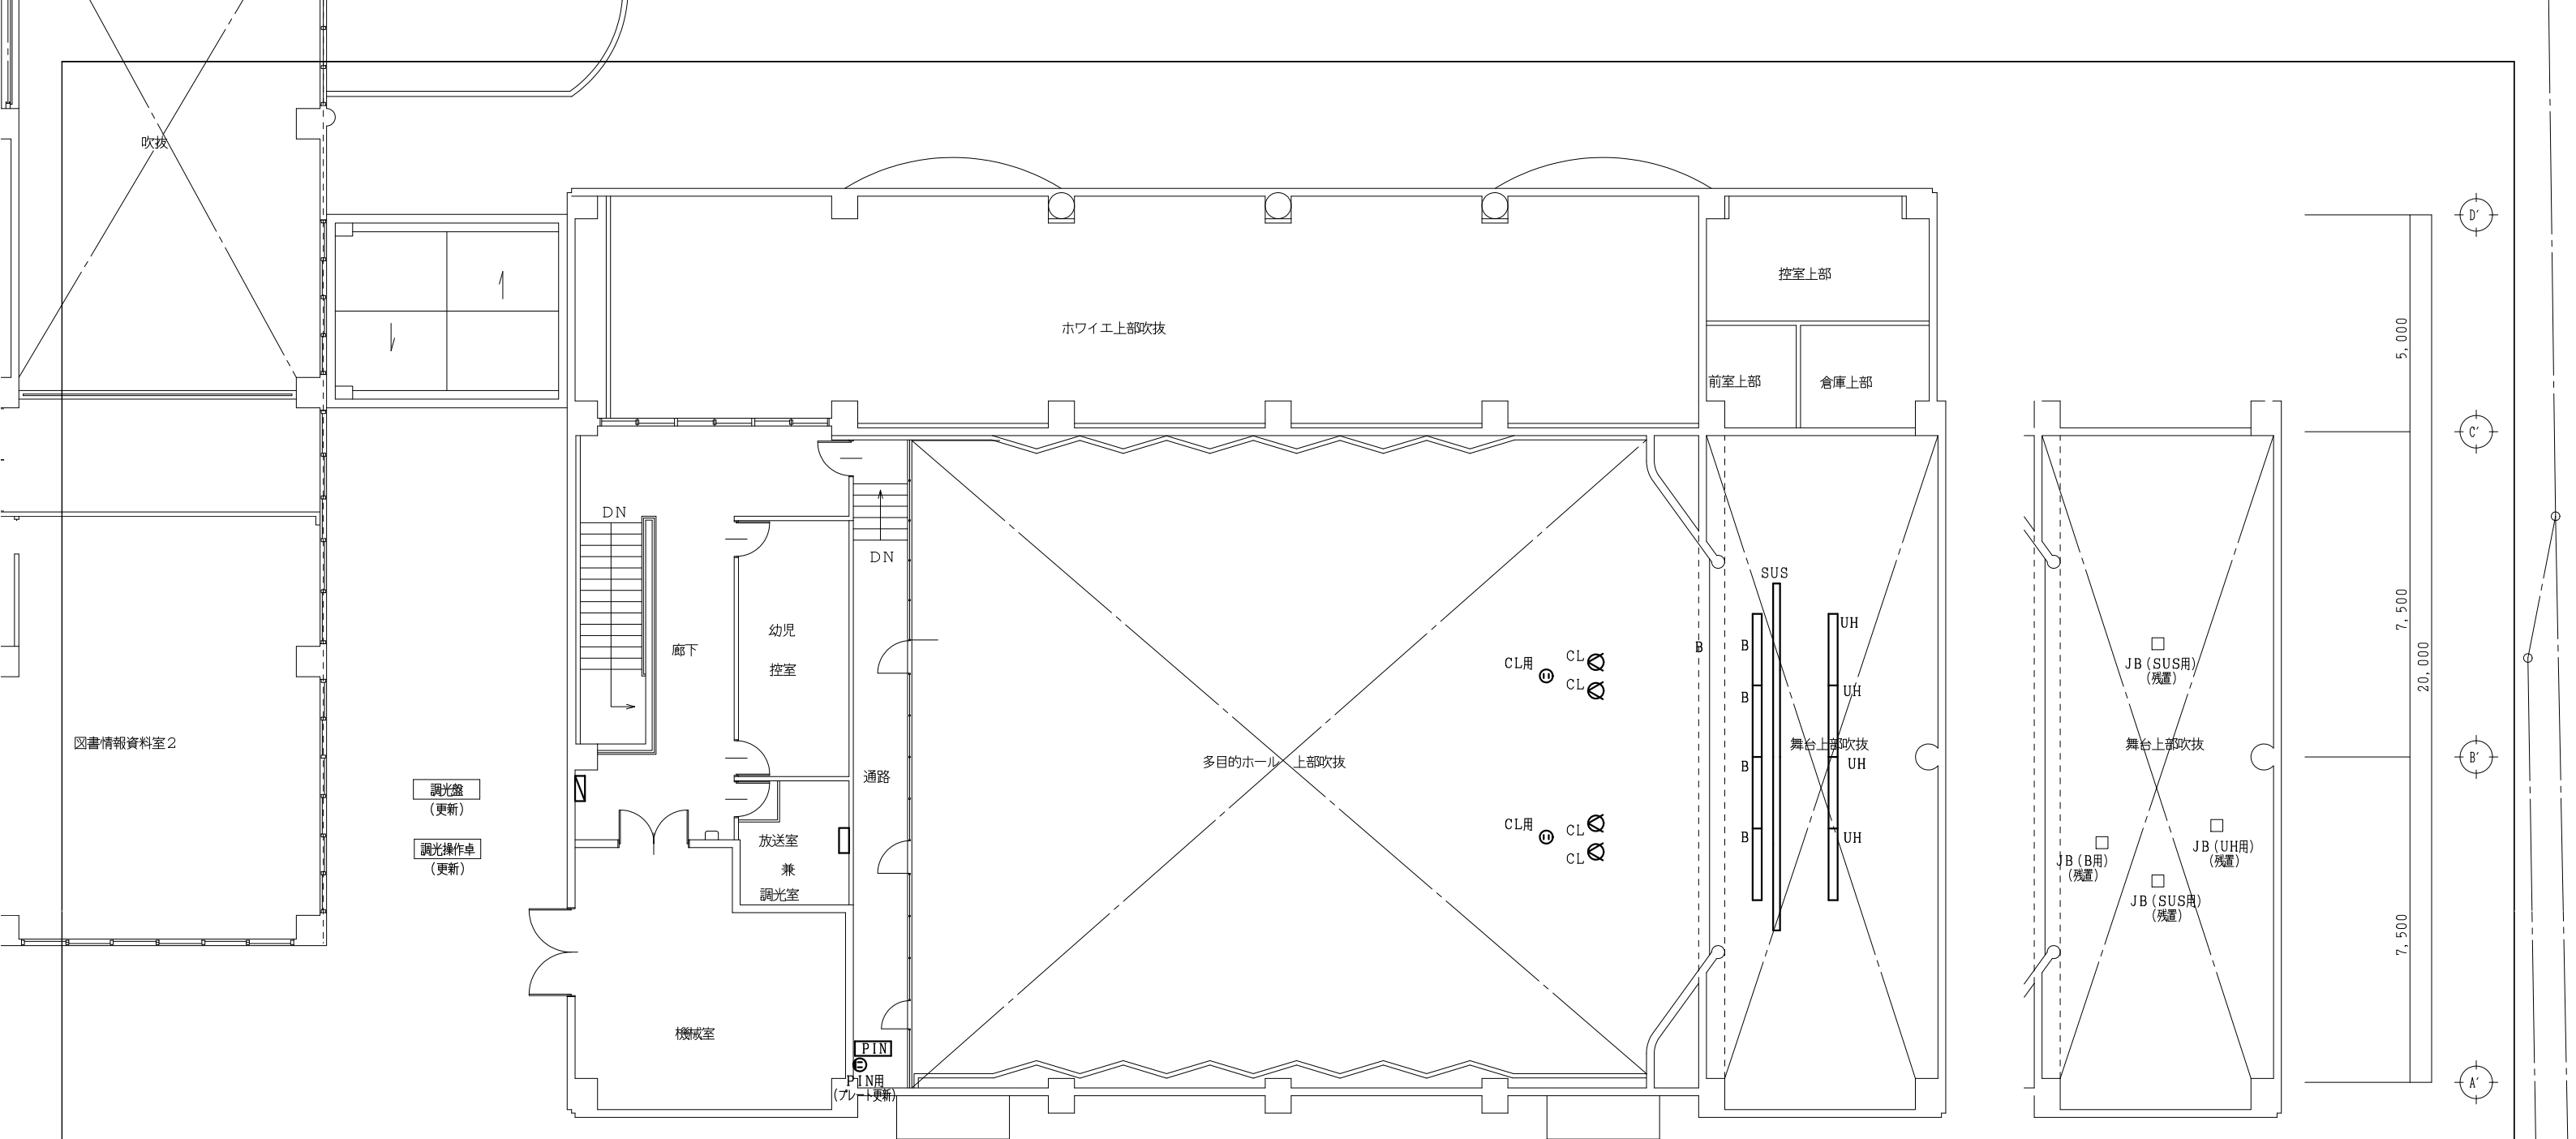 吹抜
D'
控室上部
ホワイエ上部吹抜
5,000
前室上部
倉庫上部
C'
DN
DN
SUS
幼児
控室
廊下
UH
B
B
7,500
CL用
CL
CL
JB(SUS用)
(残置)
20,000
UH
B
図書情報資料室2
舞台上部吹抜
舞台上部吹抜
B'
多目的ホール 上部吹抜
UH
B
通路
調光盤
(更新)
CL用
CL
CL
放送室
兼
調光室
B
UH
調光操作卓
(更新)
JB(B用)
(残置)
JB(UH用)
(残置)
JB(SUS用)
(残置)
7,500
機械室
PIN
PIN用
(プレート更新)
A'